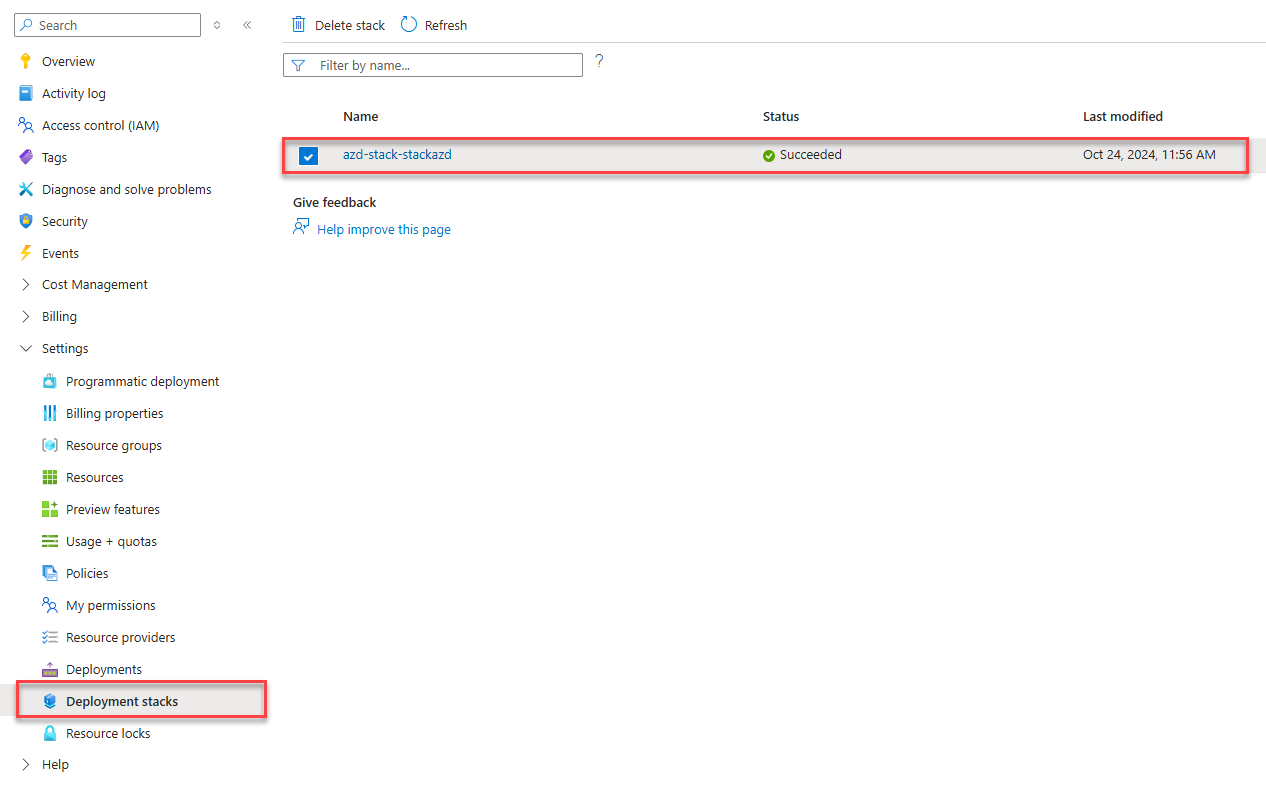 Search
Overview
Activity log
Access control (IAM)
Tags
Diagnose and solve problems
Security
Events
Cost Management
Billing
Settings
Programmatic deployment
Billing properties
Resource groups
Resources
Preview features
Usage + quotas
Policies
My permissions
Resource providers
Deployments
Deployment stacks
Resource locks
Help
Delete stack Refresh
Filter by name... ?
Name Status Last modified
azd-stack-stackazd Succeeded Oct 24, 2024, 11:56 AM
Give feedback
Help improve this page